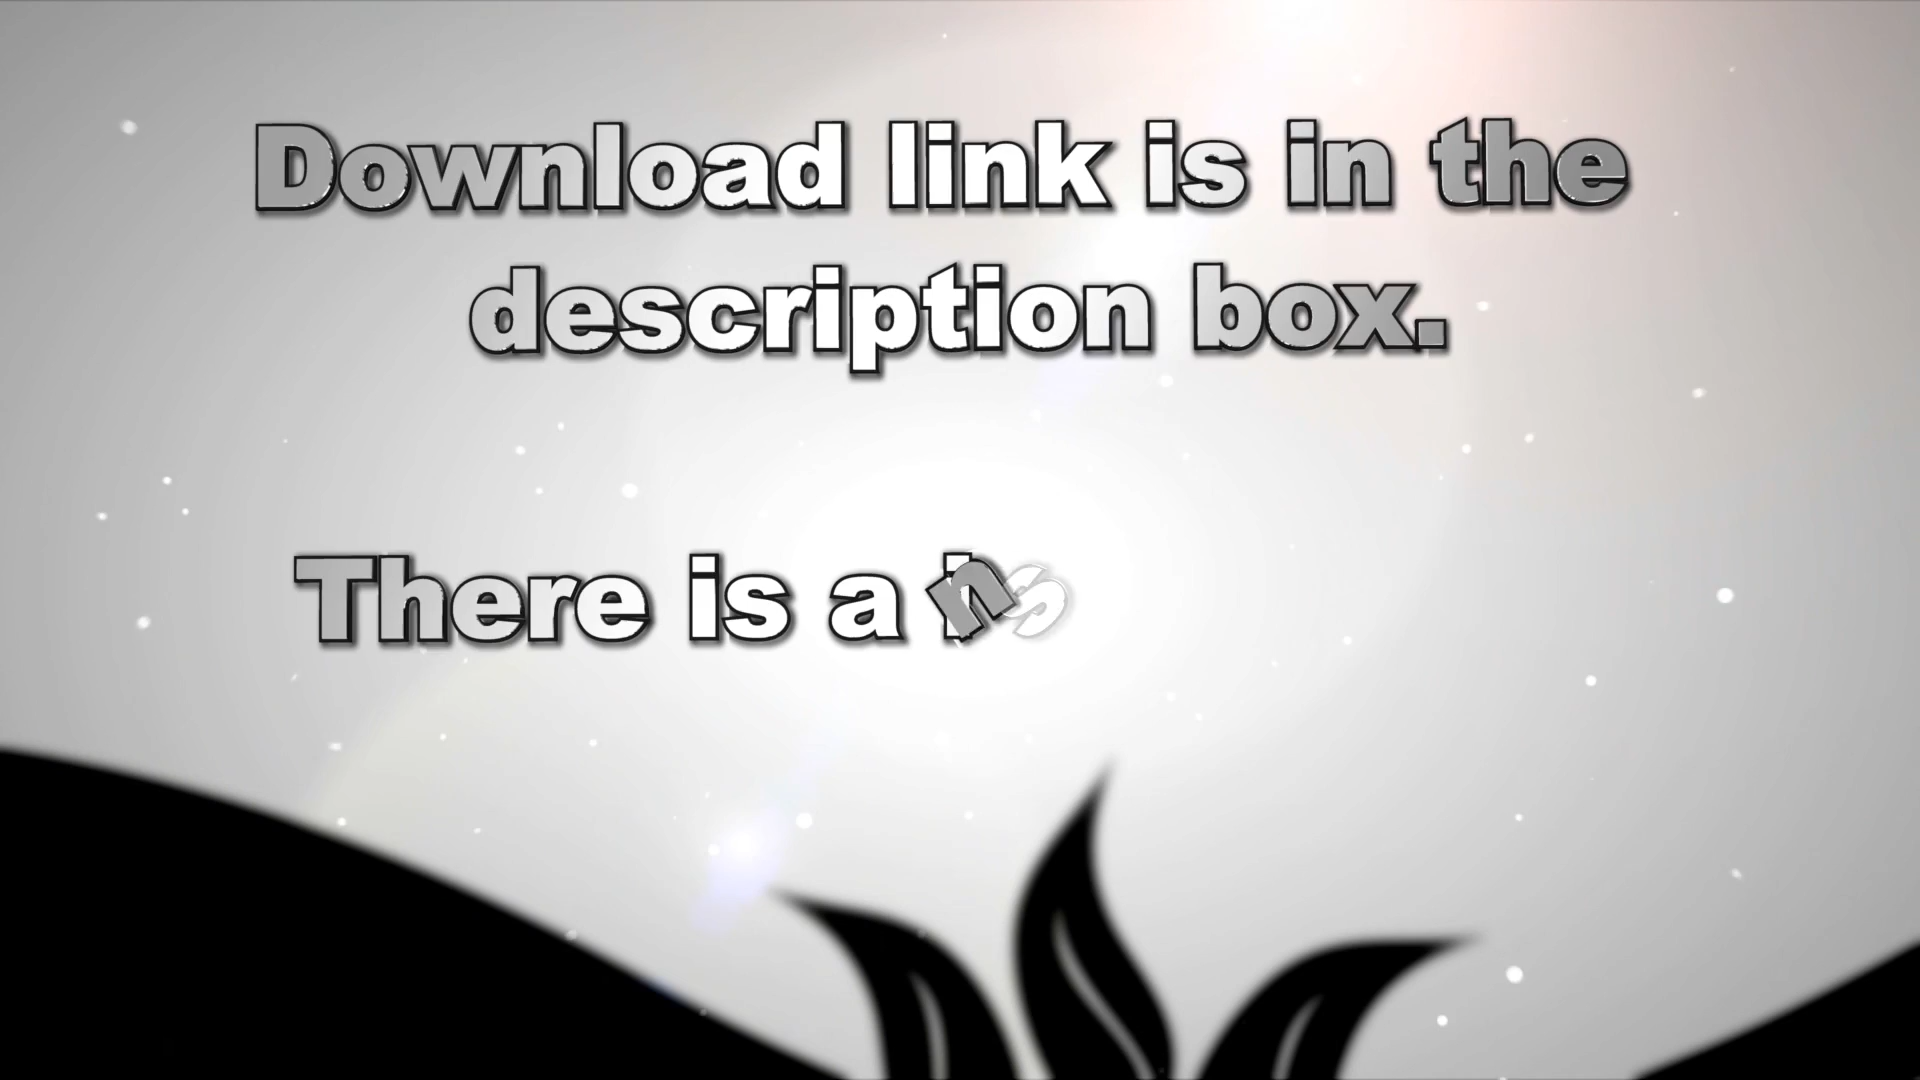 Download link is in the
description box.
There is a